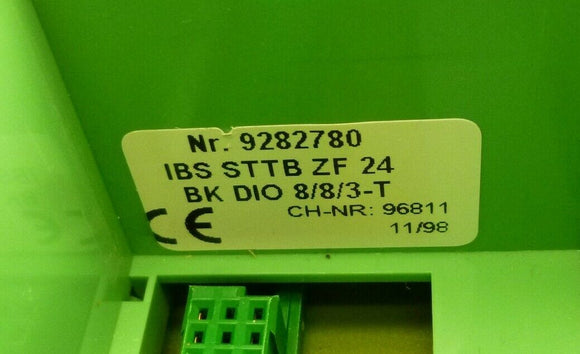 Nr. 9282780
IBS STTB ZF 24
BK DIO 8/8/3-T
CH-NR: 96811
CE
11/98